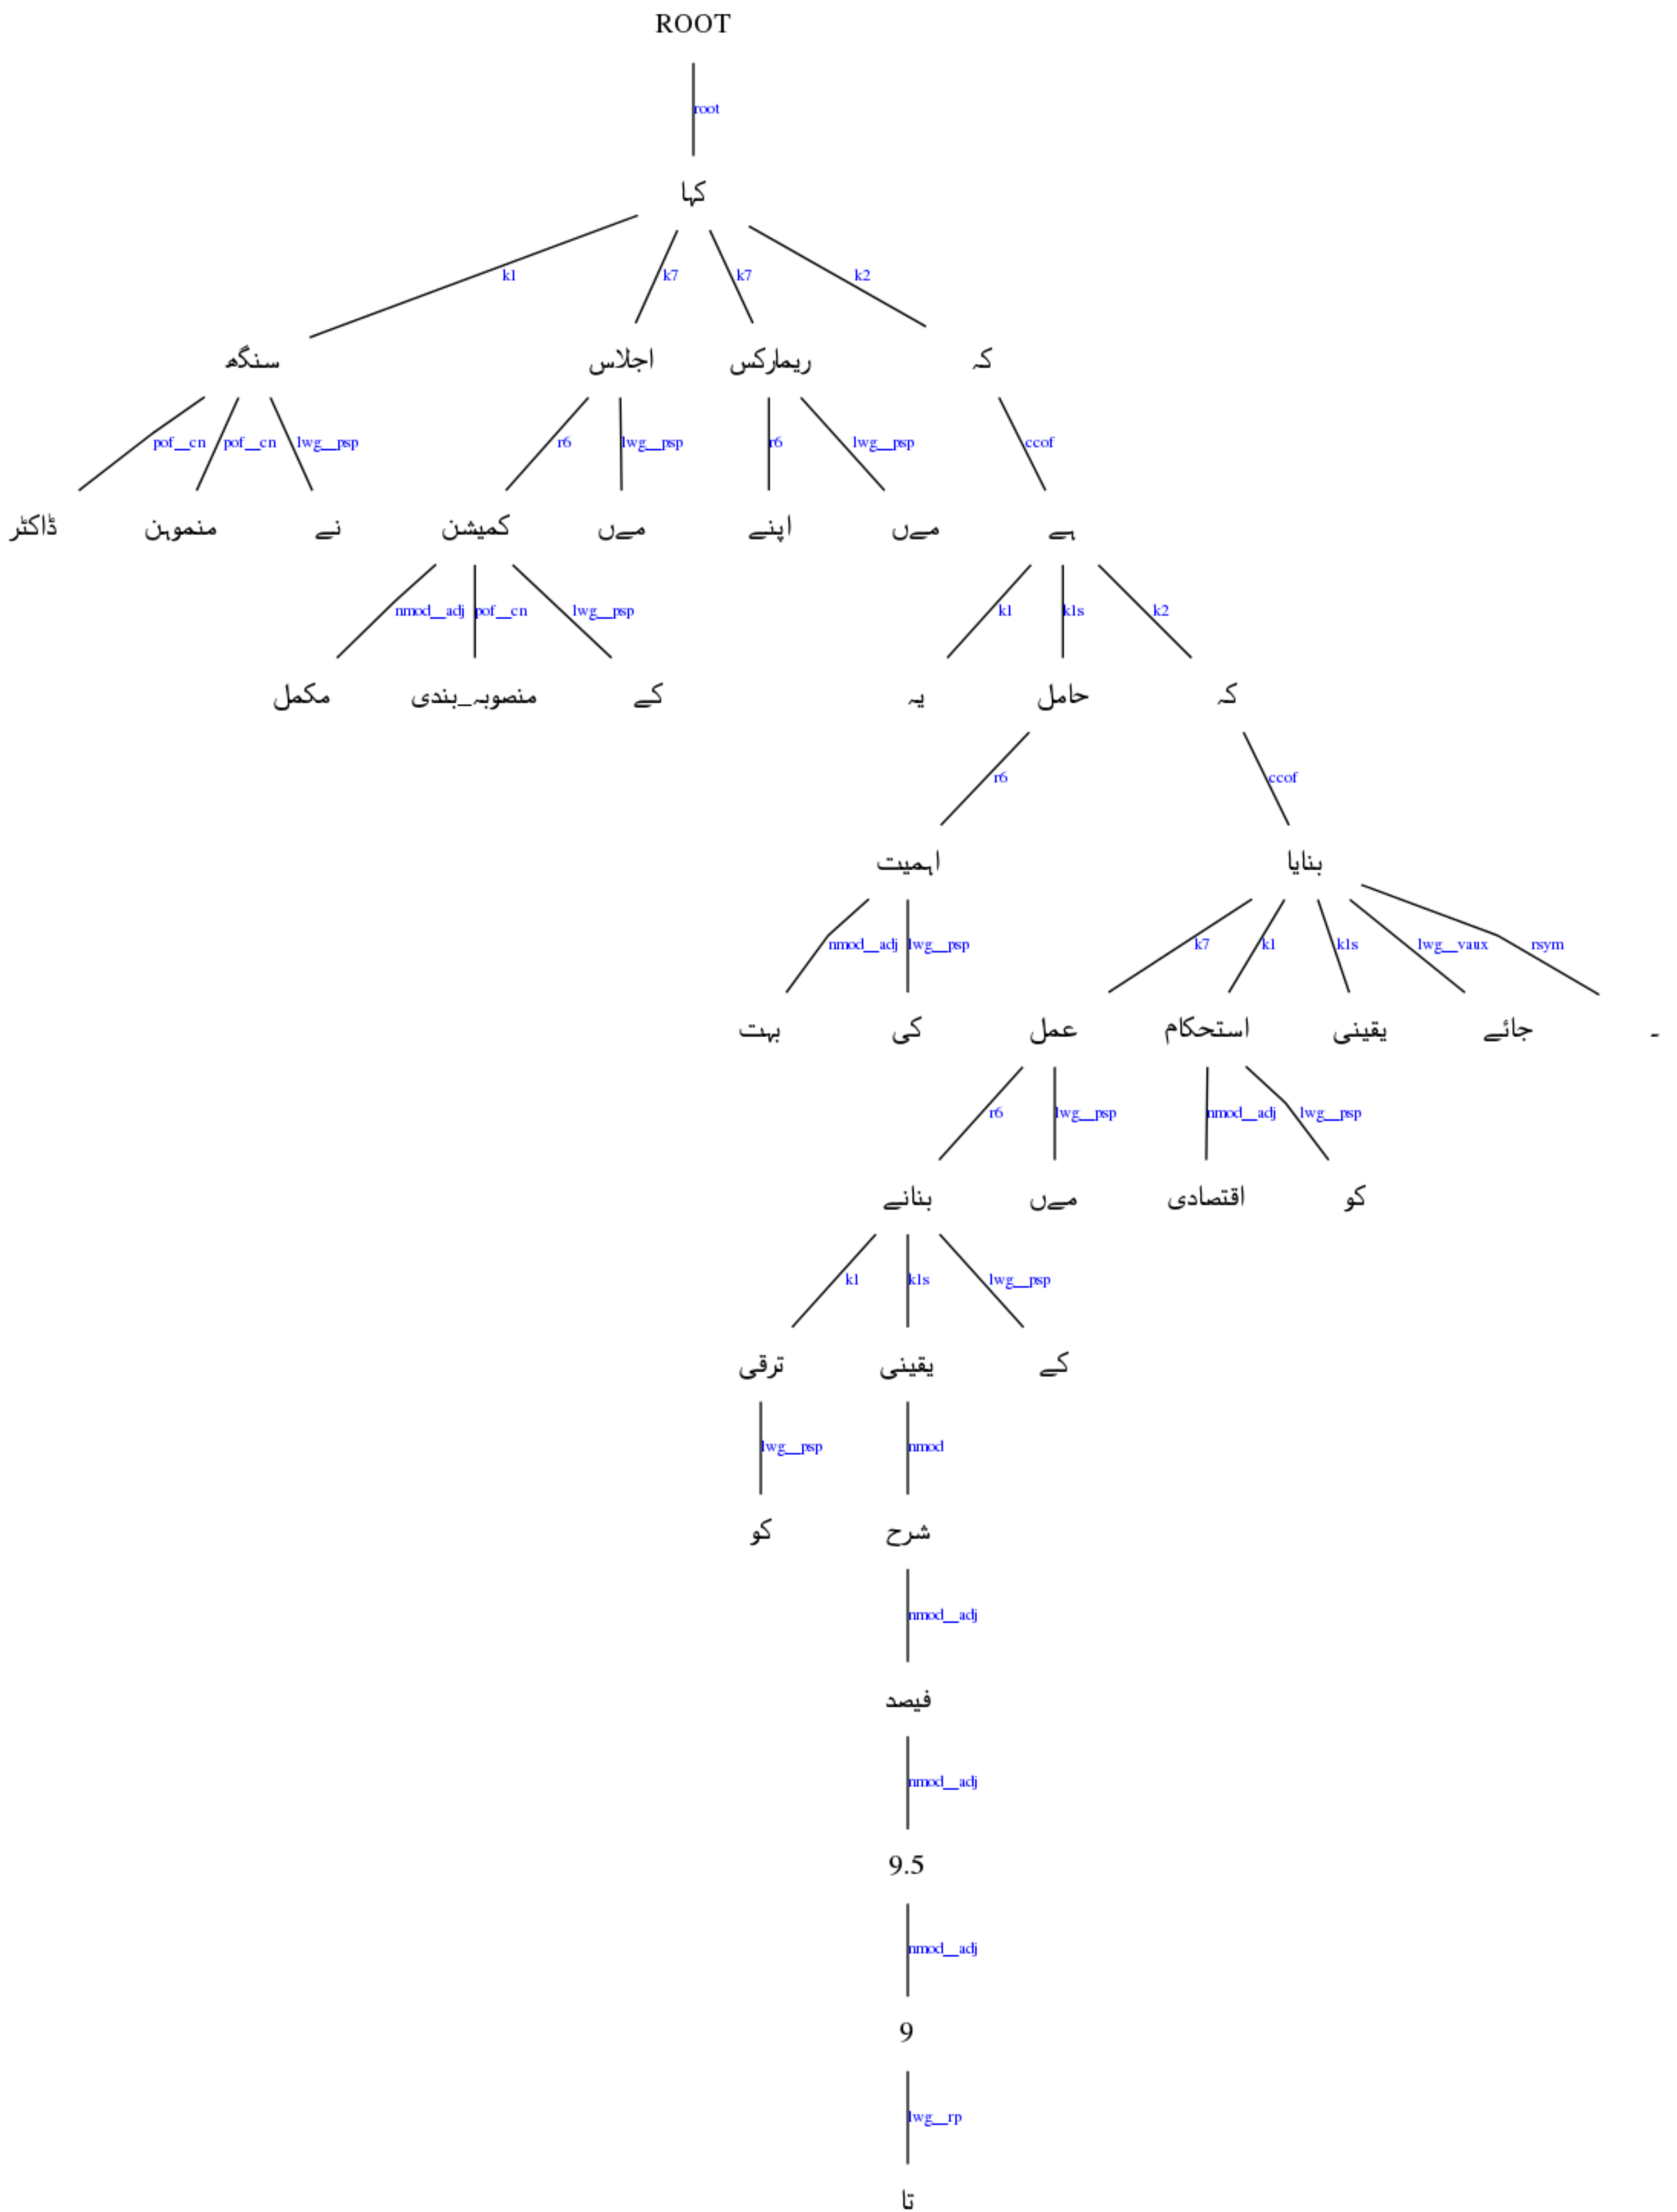 ROOT
root
کہا
k1 k7 k7 k2
سنگھ اجلاس ریمارکس کہ
pof__cn pof__cn lwg__psp r6 lwg__psp r6 lwg__psp ccof
ڈاکٹر منموہن نے کمیشن مےں اپنے مےں ہے
nmod__adj pof__cn lwg__psp k1 k1s k2
مکمل منصوبہ_بندی کے یہ حامل کہ
r6 ccof
اہمیت بنایا
nmod__adj lwg__psp k7 k1 k1s lwg__vaux rsym
بہت کی عمل استحکام یقینی جائے ۔
r6 lwg__psp nmod__adj lwg__psp
بنانے مےں اقتصادی کو
k1 k1s lwg__psp
ترقی یقینی کے
lwg__psp nmod
کو شرح
nmod__adj
فیصد
nmod__adj
9.5
nmod__adj
9
lwg__rp
تا